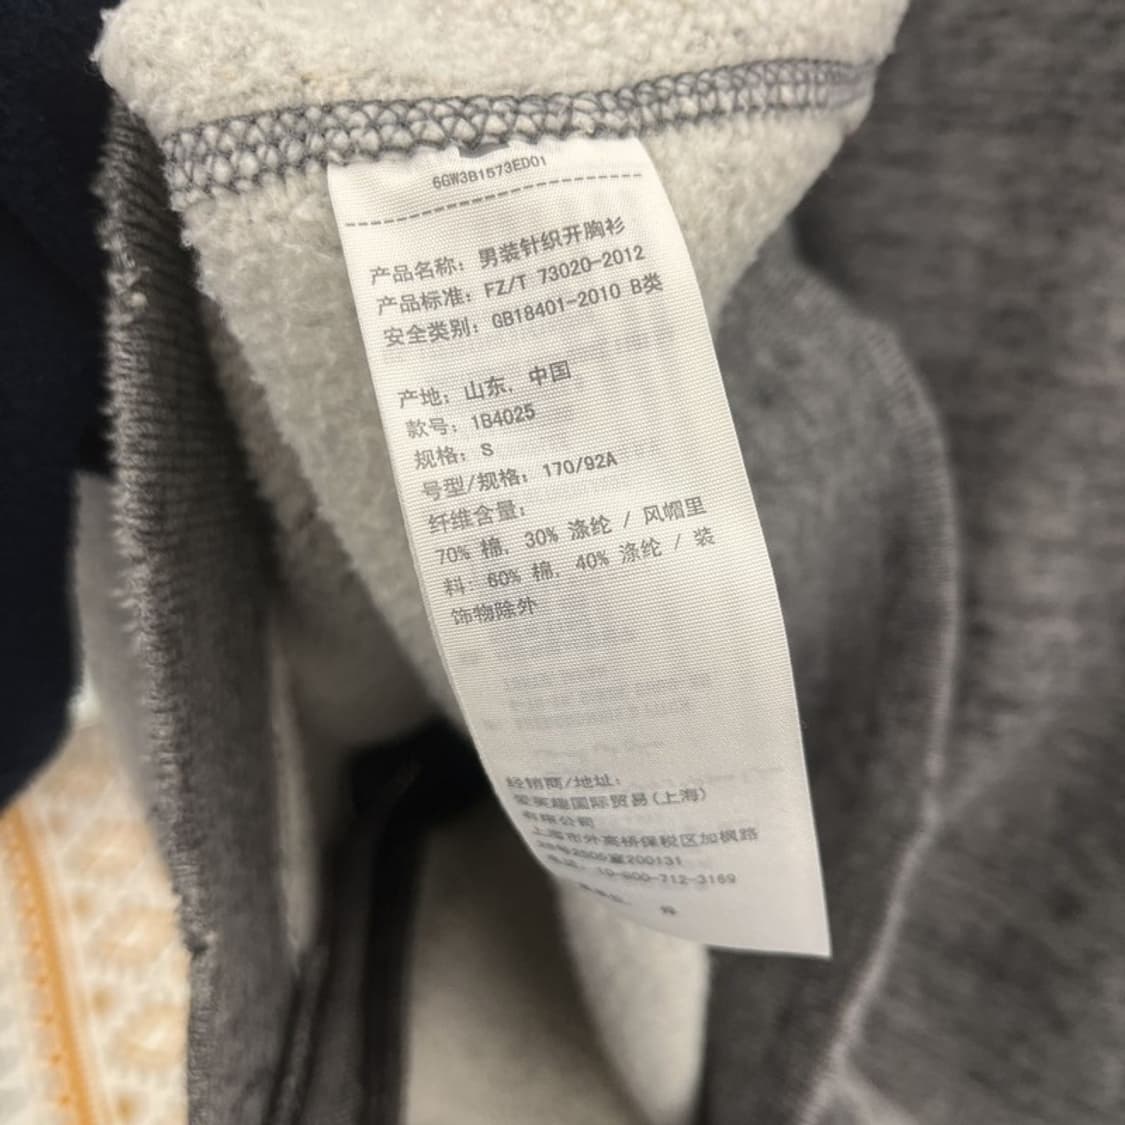 6GW3B1573ED01
产品名称: 男装针织开胸衫
产品标准: FZ/T 73020-2012
安全类别: GB18401-2010 B类
产地: 山东, 中国
款号: 1B4025
规格: S
号型/规格: 170/92A
纤维含量:
70% 棉, 30% 涤纶 / 风帽里
料: 60% 棉, 40% 涤纶 / 装
饰物除外
经销商/地址:
国际贸易(上海)
有限公司
上海市外高桥保税区加枫路
200131
10-800-712-3169